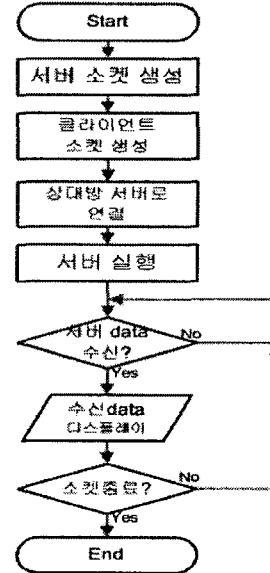 Start
서버 소켓 생성
클라이언트
소켓 생성
상대방 서버로
연결
서버 실행
서버 data
수신?
No
Yes
수신data
디스플레이
소켓종료?
No
Yes
End